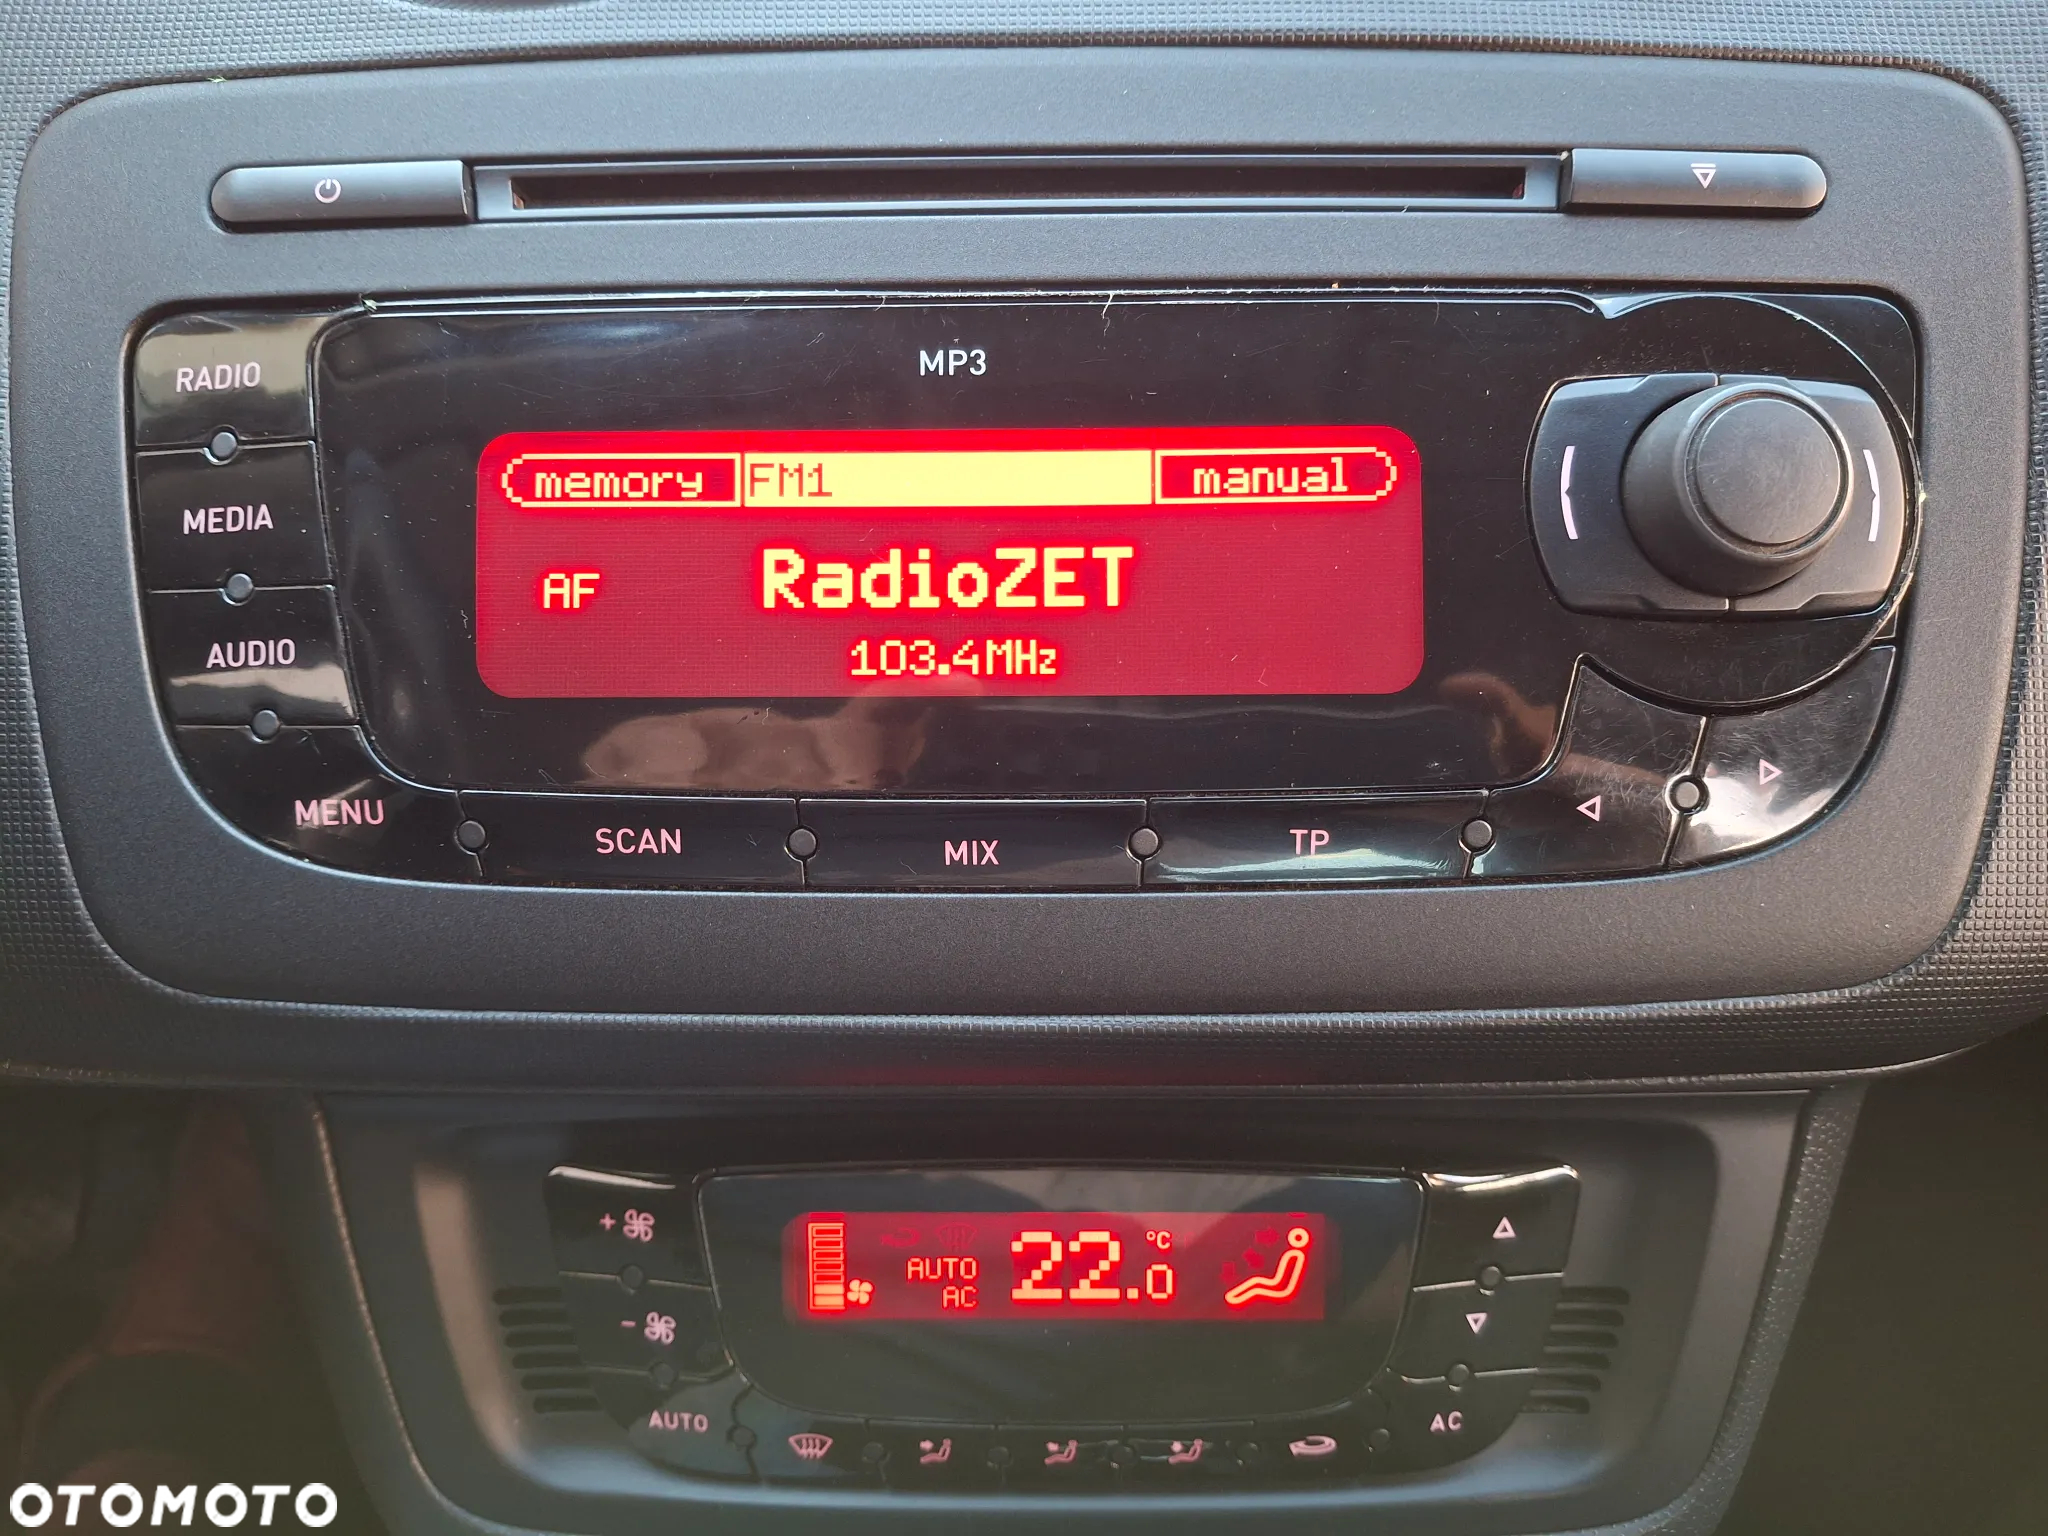 MP3
RADIO
MEDIA
AUDIO
MENU
SCAN
MIX
TP
memory FM1 manual
AF RadioZET
103.4MHz
AUTO
AC
22.0 °C
+
-
AUTO
AC
OTOMOTO